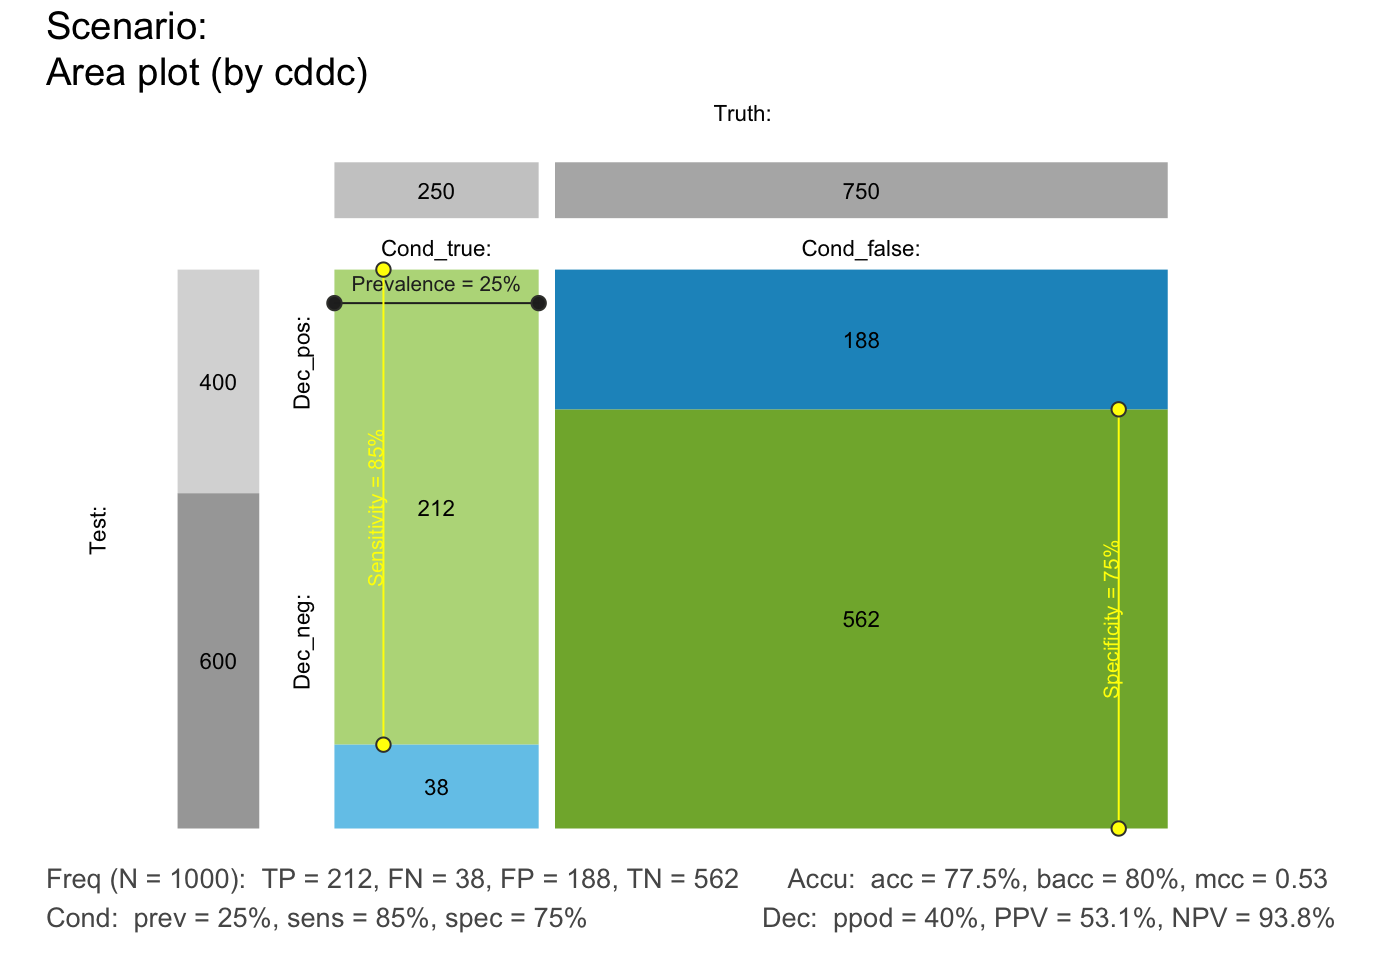 Scenario:
Area plot (by cddc)
Truth:
250
750
Cond_true:
Cond_false:
Prevalence = 25%
Dec_pos:
188
400
Sensitivity = 85%
212
Test:
Specificity = 75%
562
Dec_neg:
600
38
Freq (N = 1000):  TP = 212, FN = 38, FP = 188, TN = 562
Accu:  acc = 77.5%, bacc = 80%, mcc = 0.53
Cond:  prev = 25%, sens = 85%, spec = 75%
Dec:  ppod = 40%, PPV = 53.1%, NPV = 93.8%